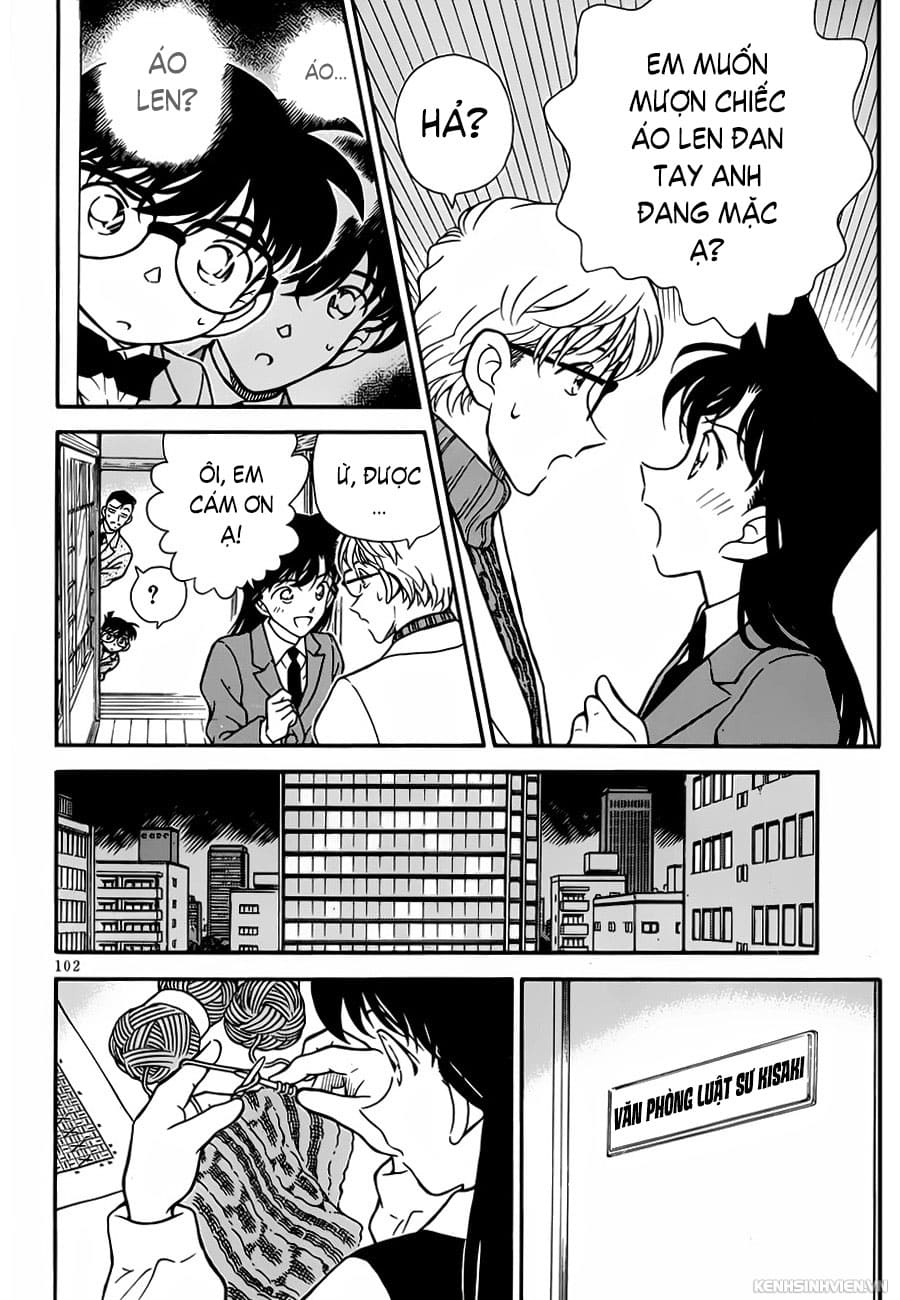 EM MUỐN
MƯỢN CHIẾC
ÁO LEN ĐAN
TAY ANH
ĐANG MẶC
Ạ?
HẢ?
ÁO...
ÁO
LEN?
Ừ, ĐƯỢC
...
ÔI, EM
CÁM ƠN
Ạ!
?
102
VĂN PHÒNG LUẬT SƯ KISAKI
KENHSINHVIEN.VN